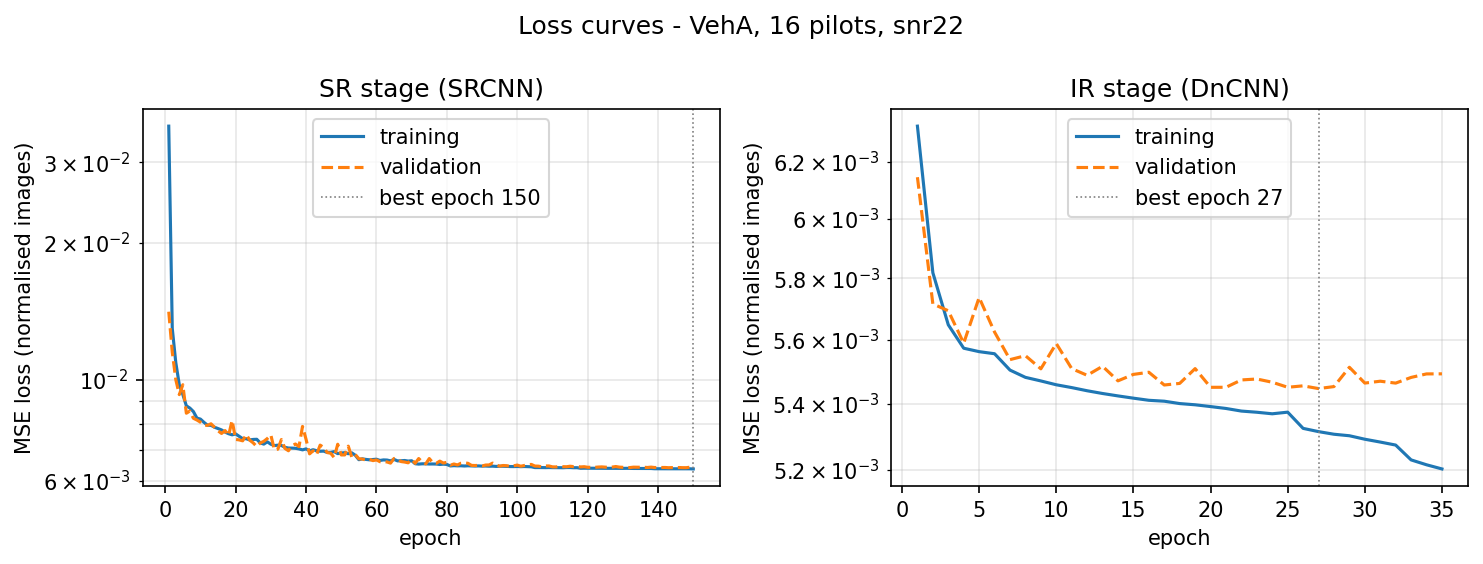 Loss curves - VehA, 16 pilots, snr22
SR stage (SRCNN)
MSE loss (normalised images)
3 × 10⁻²
2 × 10⁻²
10⁻²
6 × 10⁻³
training
validation
best epoch 150
0 20 40 60 80 100 120 140
epoch
IR stage (DnCNN)
MSE loss (normalised images)
6.2 × 10⁻³
6 × 10⁻³
5.8 × 10⁻³
5.6 × 10⁻³
5.4 × 10⁻³
5.2 × 10⁻³
training
validation
best epoch 27
0 5 10 15 20 25 30 35
epoch